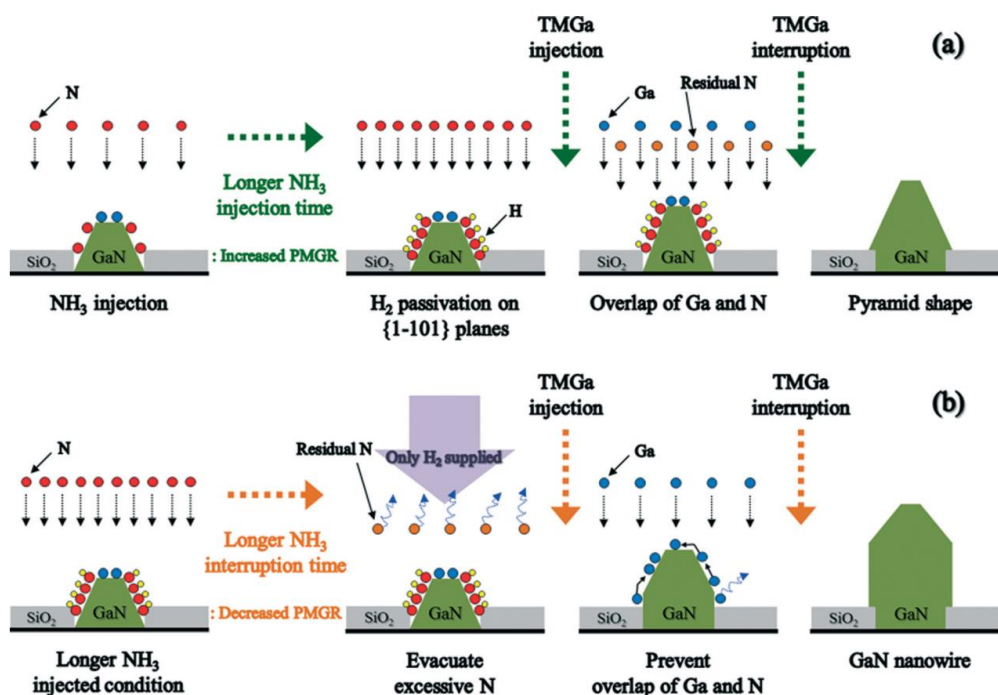 TMGa
injection
TMGa
interruption
(a)
N
Ga
Residual N
Longer NH₃
injection time
: Increased PMGR
H
SiO₂
GaN
SiO₂
GaN
SiO₂
GaN
SiO₂
GaN
NH₃ injection
H₂ passivation on
{1-101} planes
Overlap of Ga and N
Pyramid shape
TMGa
injection
TMGa
interruption
(b)
N
Residual N
Only H₂ supplied
Ga
Longer NH₃
interruption time
: Decreased PMGR
SiO₂
GaN
SiO₂
GaN
SiO₂
GaN
SiO₂
GaN
Longer NH₃
injected condition
Evacuate
excessive N
Prevent
overlap of Ga and N
GaN nanowire